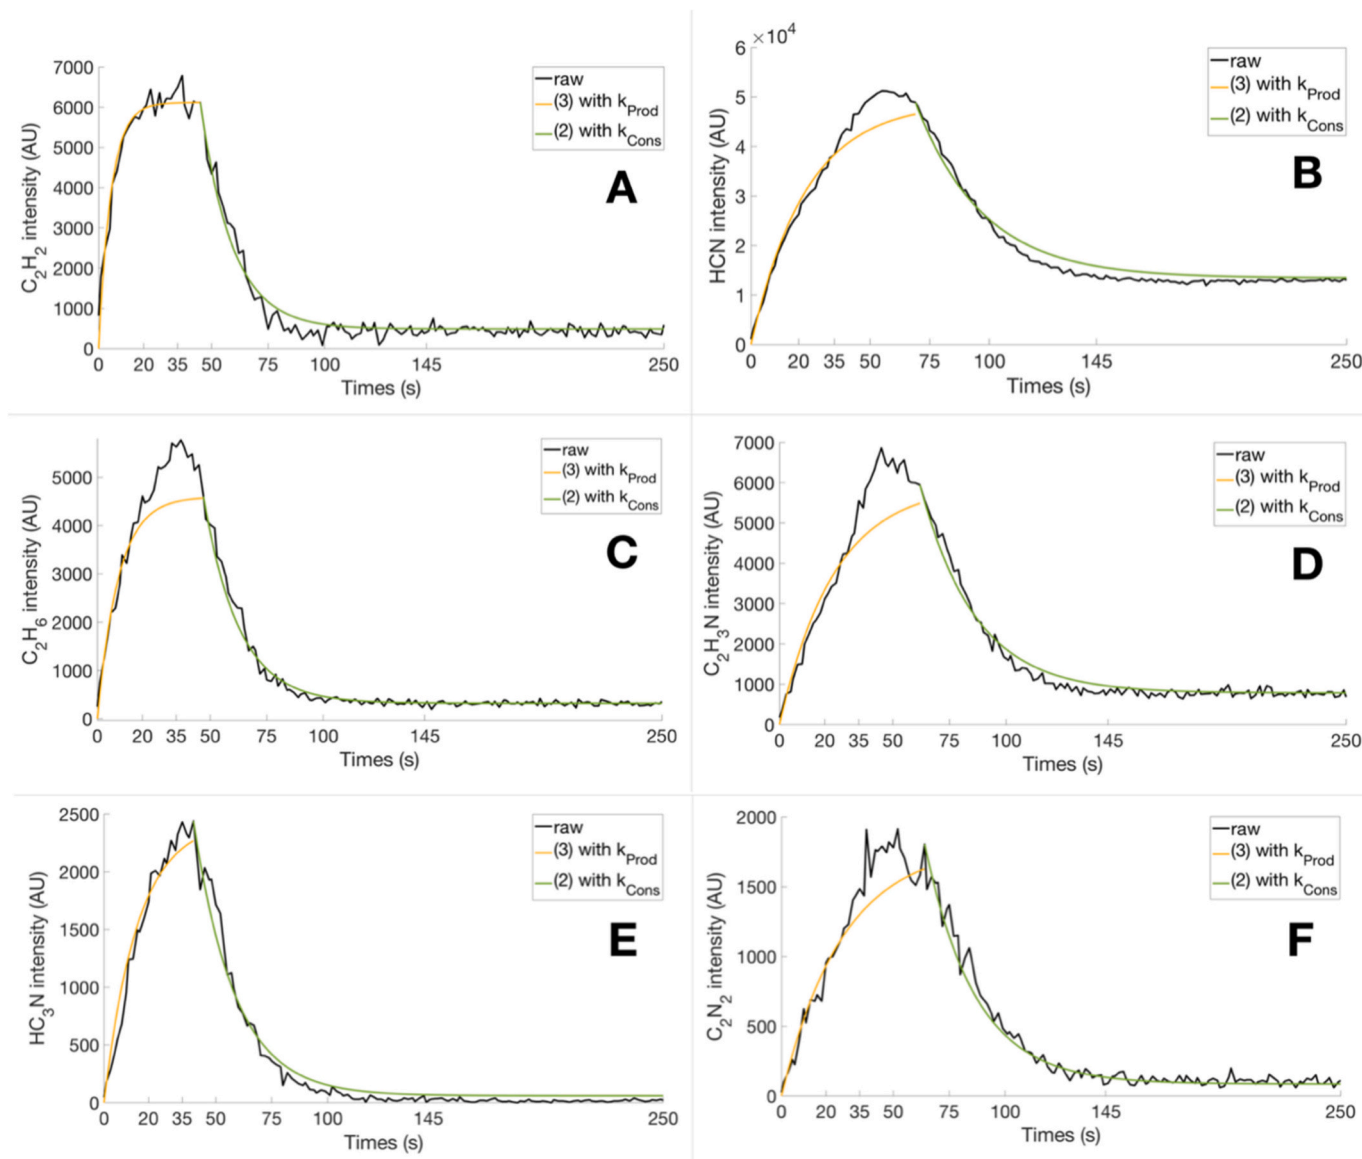 7000
6000
5000
4000
3000
2000
1000
0
C2H2 intensity (AU)
0 20 35 50 75 100 145 250
Times (s)
raw
(3) with kProd
(2) with kCons
A
×10^4
6
5
4
3
2
1
0
HCN intensity (AU)
0 20 35 50 75 100 145 250
Times (s)
raw
(3) with kProd
(2) with kCons
B
5000
4000
3000
2000
1000
0
C2H6 intensity (AU)
0 20 35 50 75 100 145 250
Times (s)
raw
(3) with kProd
(2) with kCons
C
7000
6000
5000
4000
3000
2000
1000
0
C2H3N intensity (AU)
0 20 35 50 75 100 145 250
Times (s)
raw
(3) with kProd
(2) with kCons
D
2500
2000
1500
1000
500
0
HC3N intensity (AU)
0 20 35 50 75 100 145 250
Times (s)
raw
(3) with kProd
(2) with kCons
E
2000
1500
1000
500
0
C2N2 intensity (AU)
0 20 35 50 75 100 145 250
Times (s)
raw
(3) with kProd
(2) with kCons
F